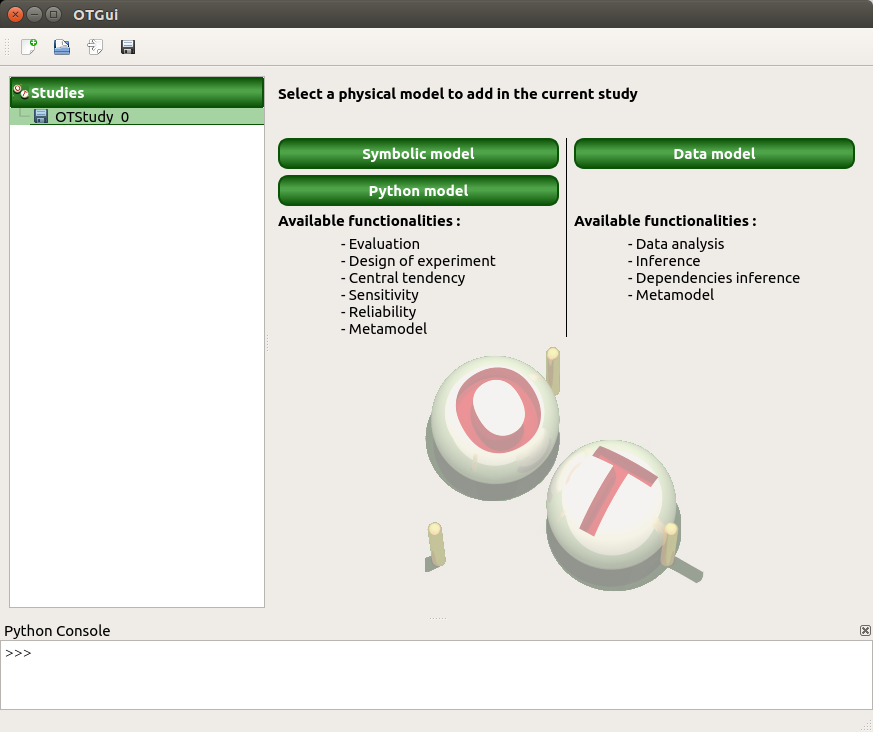 OTGui
Studies
OTStudy_0
Select a physical model to add in the current study
Symbolic model
Python model
Available functionalities :
- Evaluation
- Design of experiment
- Central tendency
- Sensitivity
- Reliability
- Metamodel
Data model
Available functionalities :
- Data analysis
- Inference
- Dependencies inference
- Metamodel
O
T
Python Console
>>>